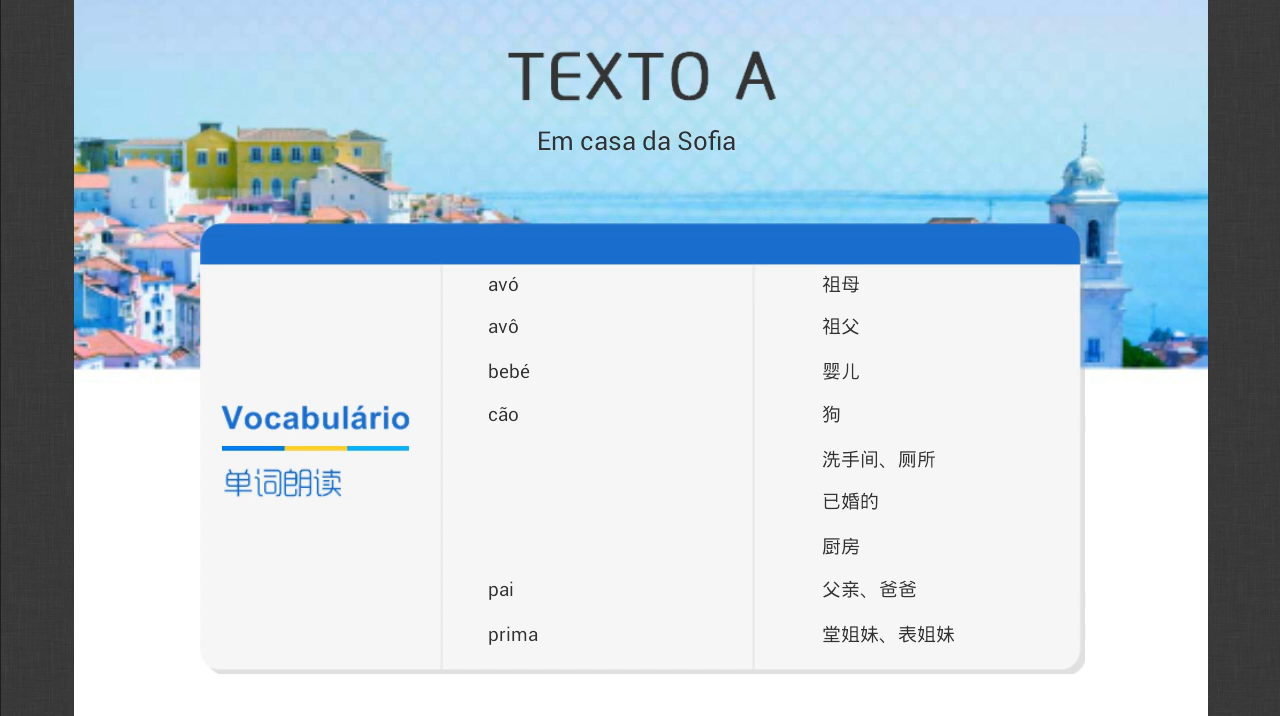 TEXTO A
Em casa da Sofia
Vocabulário
单词朗读
avó 祖母
avô 祖父
bebé 婴儿
cão 狗
洗手间、厕所
已婚的
厨房
pai 父亲、爸爸
prima 堂姐妹、表姐妹